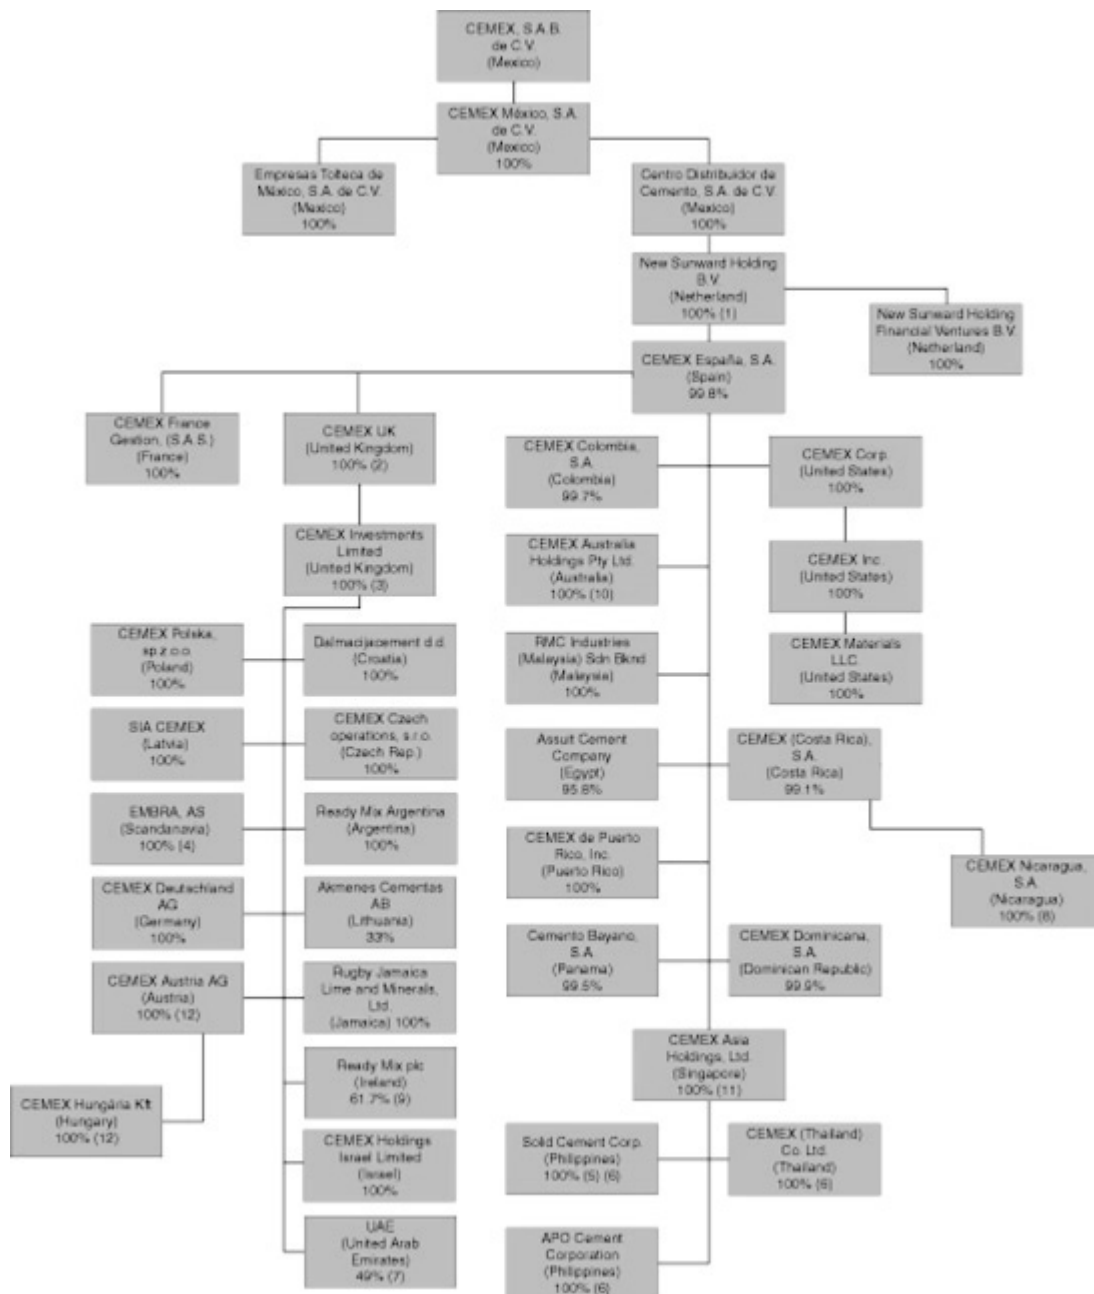 CEMEX, S.A.B.
de C.V.
(Mexico)
CEMEX México, S.A.
de C.V.
(Mexico)
100%
Empresas Tolteca de
México, S.A. de C.V.
(Mexico)
100%
Centro Distribuidor de
Cemento, S.A. de C.V.
(Mexico)
100%
New Sunward Holding
B.V.
(Netherland)
100% (1)
New Sunward Holding
Financial Ventures B.V.
(Netherland)
100%
CEMEX España, S.A.
(Spain)
99.8%
CEMEX France
Gestion, (S.A.S.)
(France)
100%
CEMEX UK
(United Kingdom)
100% (2)
CEMEX Investments
Limited
(United Kingdom)
100% (3)
CEMEX Polska,
sp.z.o.o
(Poland)
100%
Dalmacijacement d.d.
(Croatia)
100%
SIA CEMEX
(Latvia)
100%
CEMEX Czech
operations, s.r.o.
(Czech Rep.)
100%
EMBRA, AS
(Scandanavia)
100% (4)
Ready Mix Argentina
(Argentina)
100%
CEMEX Deutschland
AG
(Germany)
100%
Akmenes Cementas
AB
(Lithuania)
33%
CEMEX Austria AG
(Austria)
100% (12)
Rugby Jamaica
Lime and Minerals,
Ltd.
(Jamaica) 100%
CEMEX Hungária Kft
(Hungary)
100% (12)
Ready Mix plc
(Ireland)
61.7% (9)
CEMEX Holdings
Israel Limited
(Israel)
100%
UAE
(United Arab
Emirates)
49% (7)
CEMEX Colombia,
S.A.
(Colombia)
99.7%
CEMEX Corp.
(United States)
100%
CEMEX Australia
Holdings Pty Ltd.
(Australia)
100% (10)
CEMEX Inc.
(United States)
100%
RMC Industries
(Malaysia) Sdn Bknd
(Malaysia)
100%
CEMEX Materials
LLC.
(United States)
100%
Assuit Cement
Company
(Egypt)
95.8%
CEMEX (Costa Rica),
S.A.
(Costa Rica)
99.1%
CEMEX de Puerto
Rico, Inc.
(Puerto Rico)
100%
CEMEX Nicaragua,
S.A.
(Nicaragua)
100% (8)
Cemento Bayano,
S.A.
(Panama)
99.5%
CEMEX Dominicana,
S.A.
(Dominican Republic)
99.9%
CEMEX Asia
Holdings, Ltd.
(Singapore)
100% (11)
Solid Cement Corp.
(Philippines)
100% (5) (6)
CEMEX (Thailand)
Co. Ltd.
(Thailand)
100% (6)
APO Cement
Corporation
(Philippines)
100% (6)